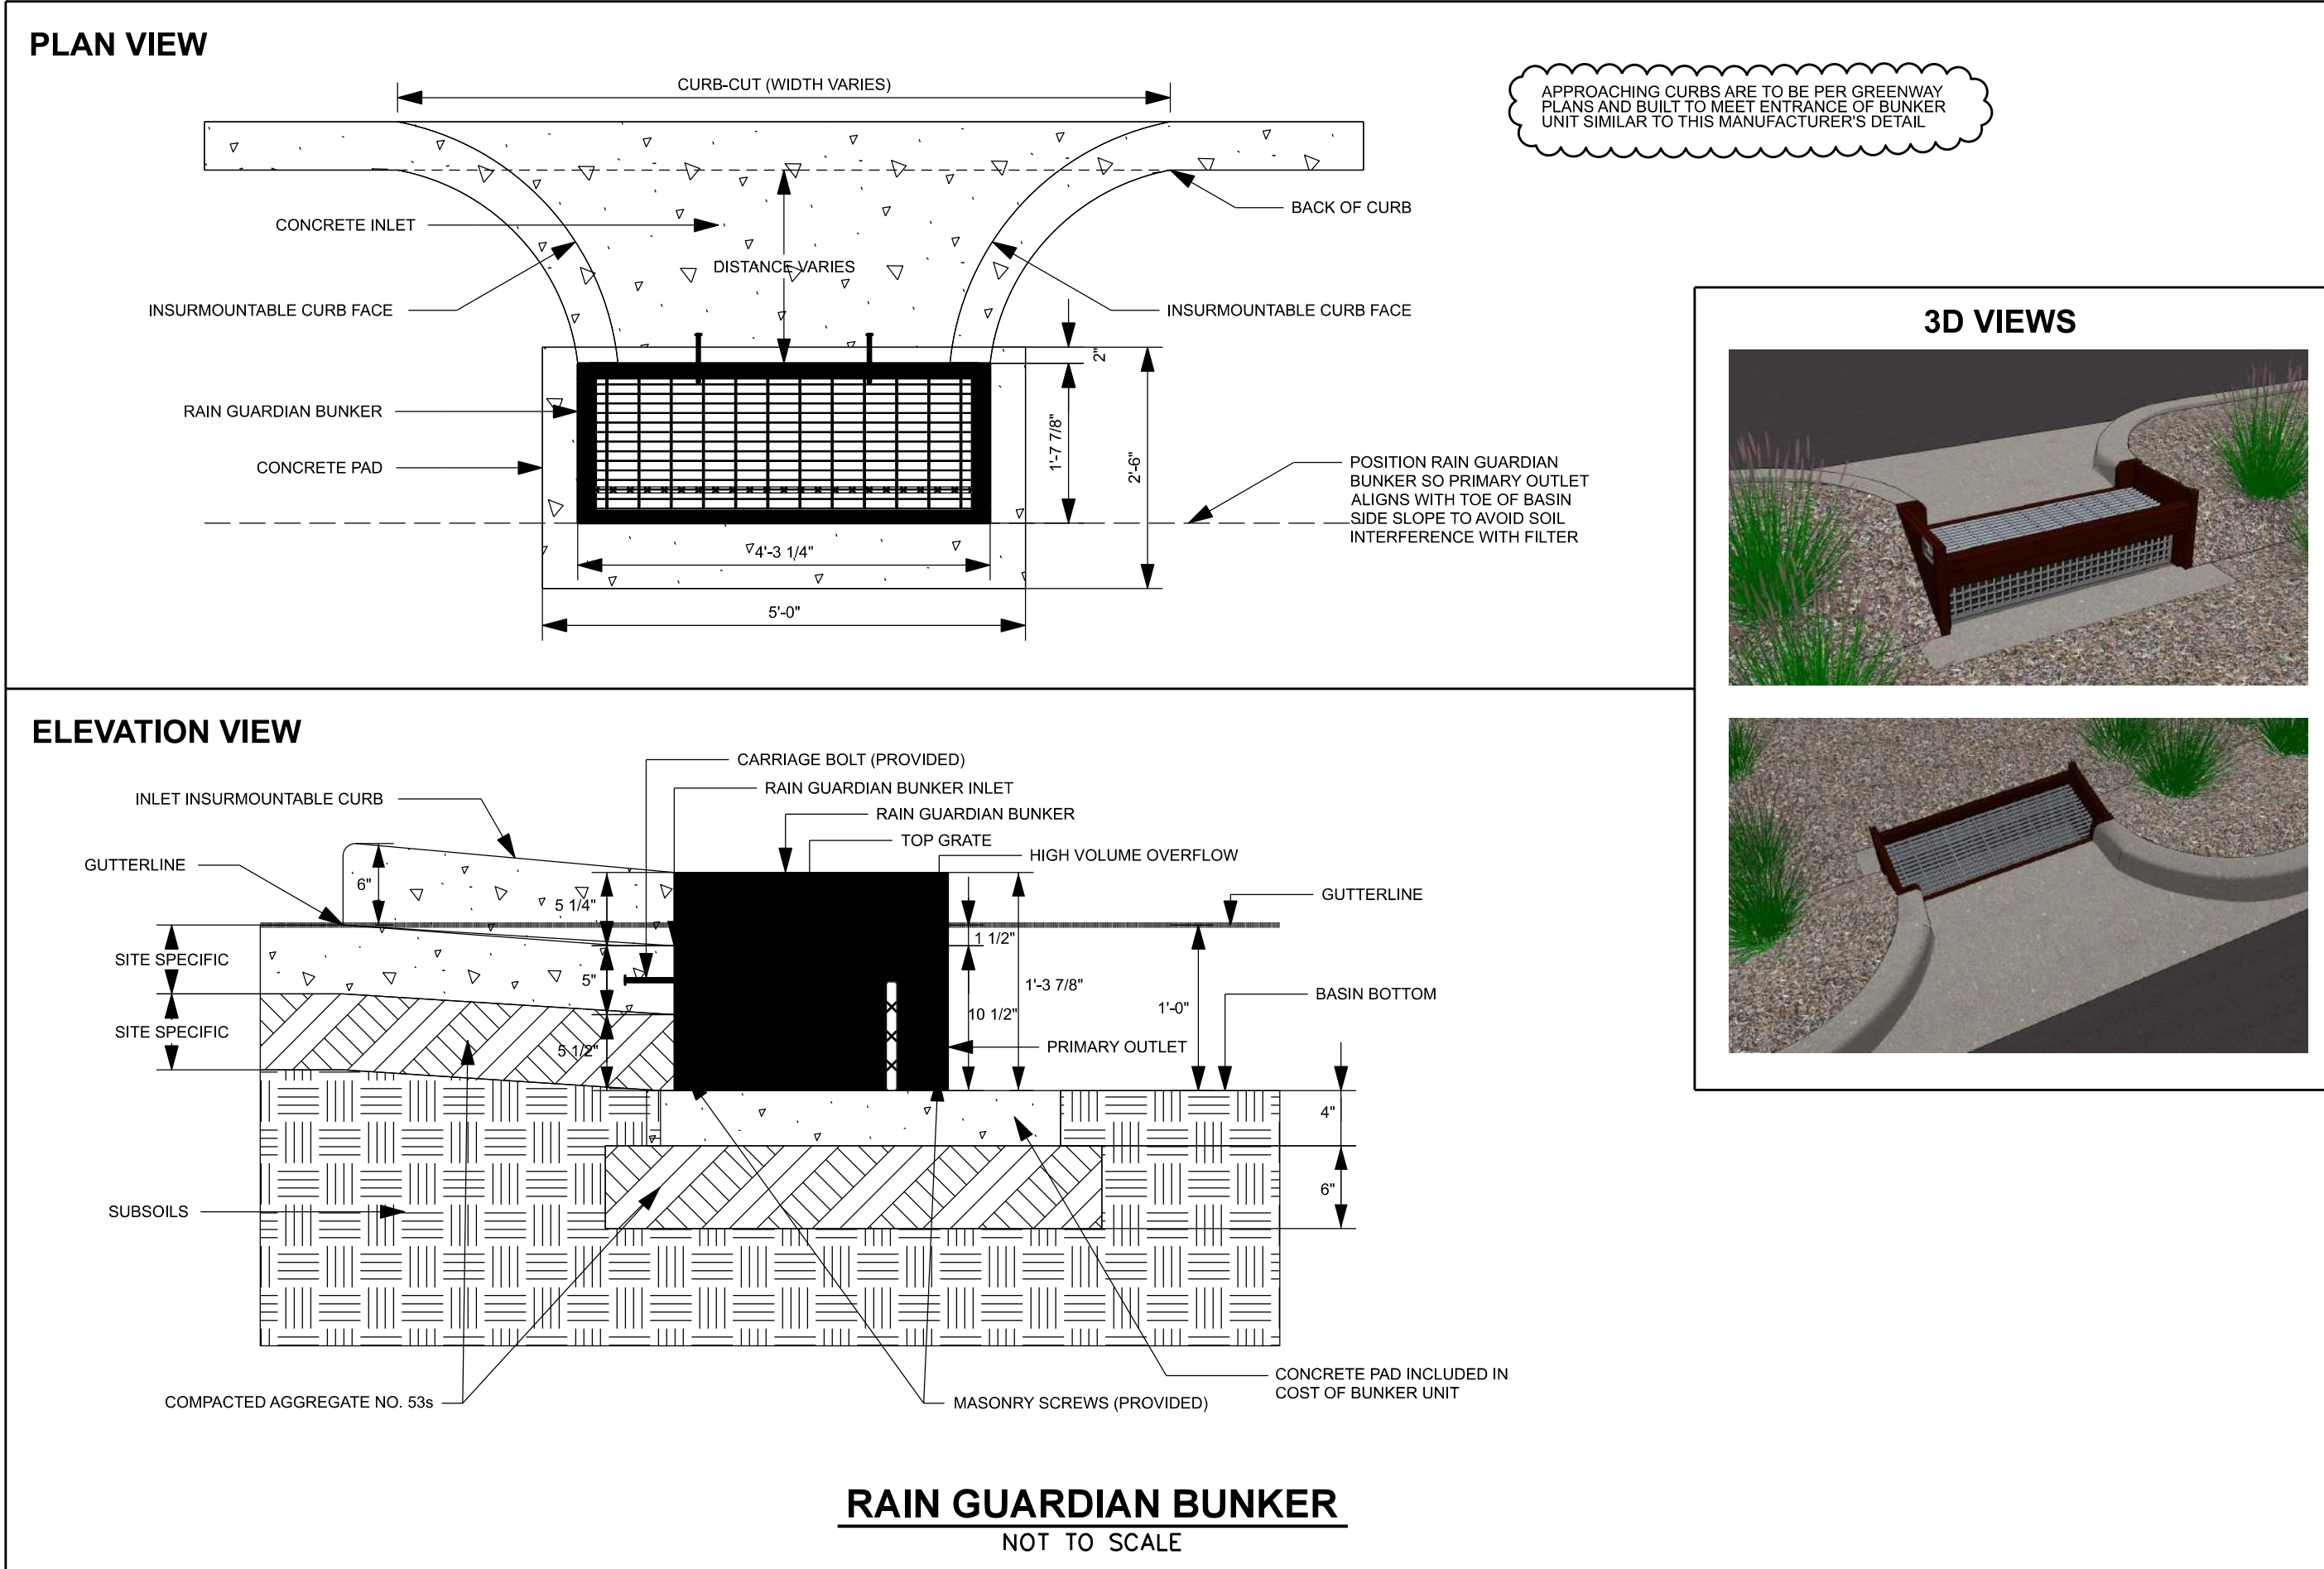 PLAN VIEW
CURB-CUT (WIDTH VARIES)
APPROACHING CURBS ARE TO BE PER GREENWAY
PLANS AND BUILT TO MEET ENTRANCE OF BUNKER
UNIT SIMILAR TO THIS MANUFACTURER'S DETAIL
CONCRETE INLET
BACK OF CURB
DISTANCE VARIES
INSURMOUNTABLE CURB FACE
INSURMOUNTABLE CURB FACE
2"
RAIN GUARDIAN BUNKER
CONCRETE PAD
1'-7 7/8"
2'-6"
POSITION RAIN GUARDIAN
BUNKER SO PRIMARY OUTLET
ALIGNS WITH TOE OF BASIN
SIDE SLOPE TO AVOID SOIL
INTERFERENCE WITH FILTER
4'-3 1/4"
5'-0"
3D VIEWS
ELEVATION VIEW
CARRIAGE BOLT (PROVIDED)
RAIN GUARDIAN BUNKER INLET
INLET INSURMOUNTABLE CURB
RAIN GUARDIAN BUNKER
TOP GRATE
HIGH VOLUME OVERFLOW
GUTTERLINE
6"
5 1/4"
GUTTERLINE
1 1/2"
SITE SPECIFIC
5"
1'-3 7/8"
BASIN BOTTOM
10 1/2"
1'-0"
SITE SPECIFIC
5 1/2"
PRIMARY OUTLET
4"
6"
SUBSOILS
CONCRETE PAD INCLUDED IN
COST OF BUNKER UNIT
COMPACTED AGGREGATE NO. 53s
MASONRY SCREWS (PROVIDED)
RAIN GUARDIAN BUNKER
NOT TO SCALE